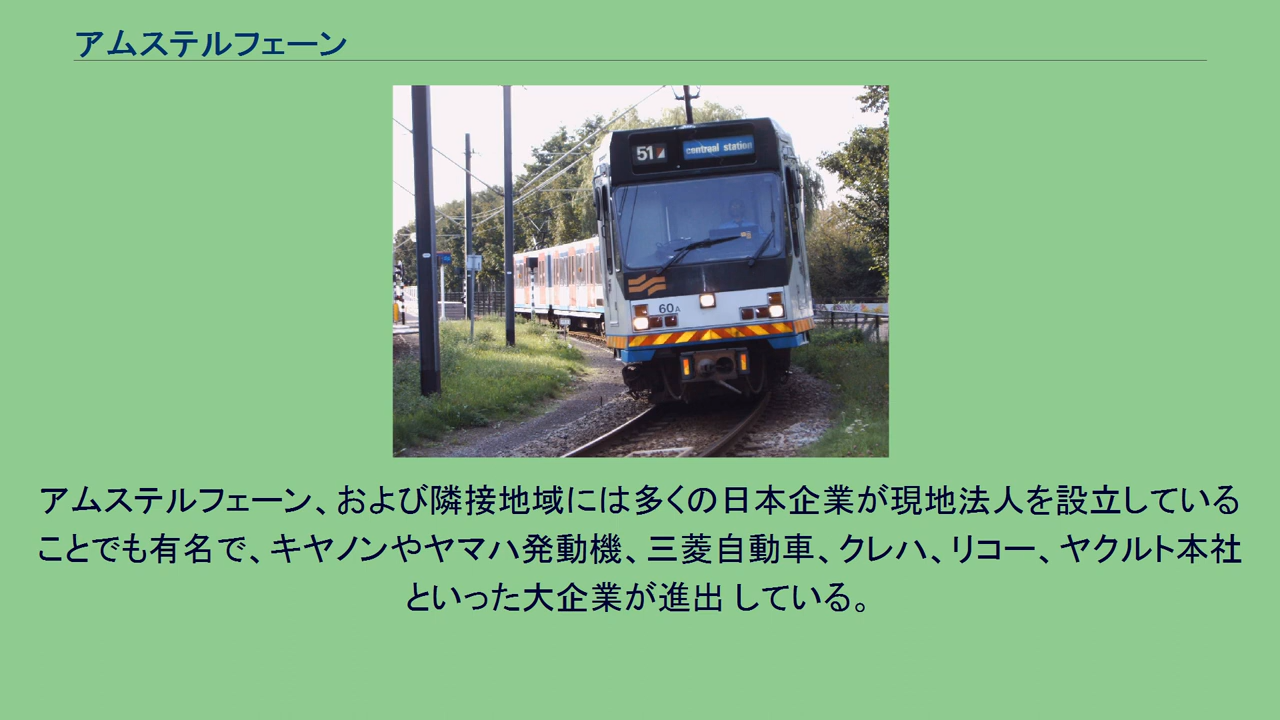 アムステルフェーン
51
centraal station
60A
アムステルフェーン、および隣接地域には多くの日本企業が現地法人を設立している
ことでも有名で、キヤノンやヤマハ発動機、三菱自動車、クレハ、リコー、ヤクルト本社
といった大企業が進出 している。